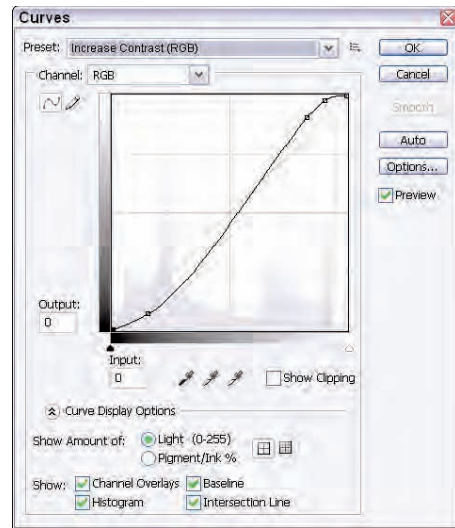 Curves
Preset: Increase Contrast (RGB)
OK
Channel: RGB
Cancel
Smooth
Auto
Options...
Preview
Output:
0
Input:
0
Show Clipping
Curve Display Options
Show Amount of: Light (0-255)
Pigment/Ink %
Show: Channel Overlays Baseline
Histogram Intersection Line